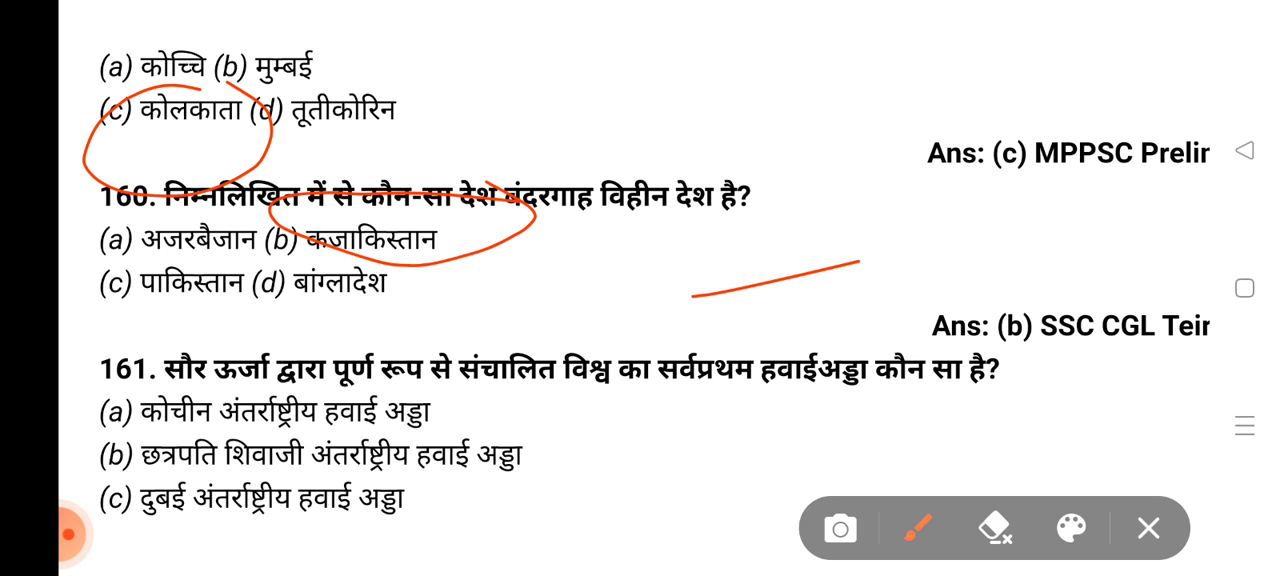 (a) कोच्चि (b) मुम्बई
(c) कोलकाता (d) तूतीकोरिन
Ans: (c) MPPSC Prelir
160. निम्नलिखित में से कौन-सा देश बंदरगाह विहीन देश है?
(a) अजरबैजान (b) कजाकिस्तान
(c) पाकिस्तान (d) बांग्लादेश
Ans: (b) SSC CGL Teir
161. सौर ऊर्जा द्वारा पूर्ण रूप से संचालित विश्व का सर्वप्रथम हवाईअड्डा कौन सा है?
(a) कोचीन अंतर्राष्ट्रीय हवाई अड्डा
(b) छत्रपति शिवाजी अंतर्राष्ट्रीय हवाई अड्डा
(c) दुबई अंतर्राष्ट्रीय हवाई अड्डा